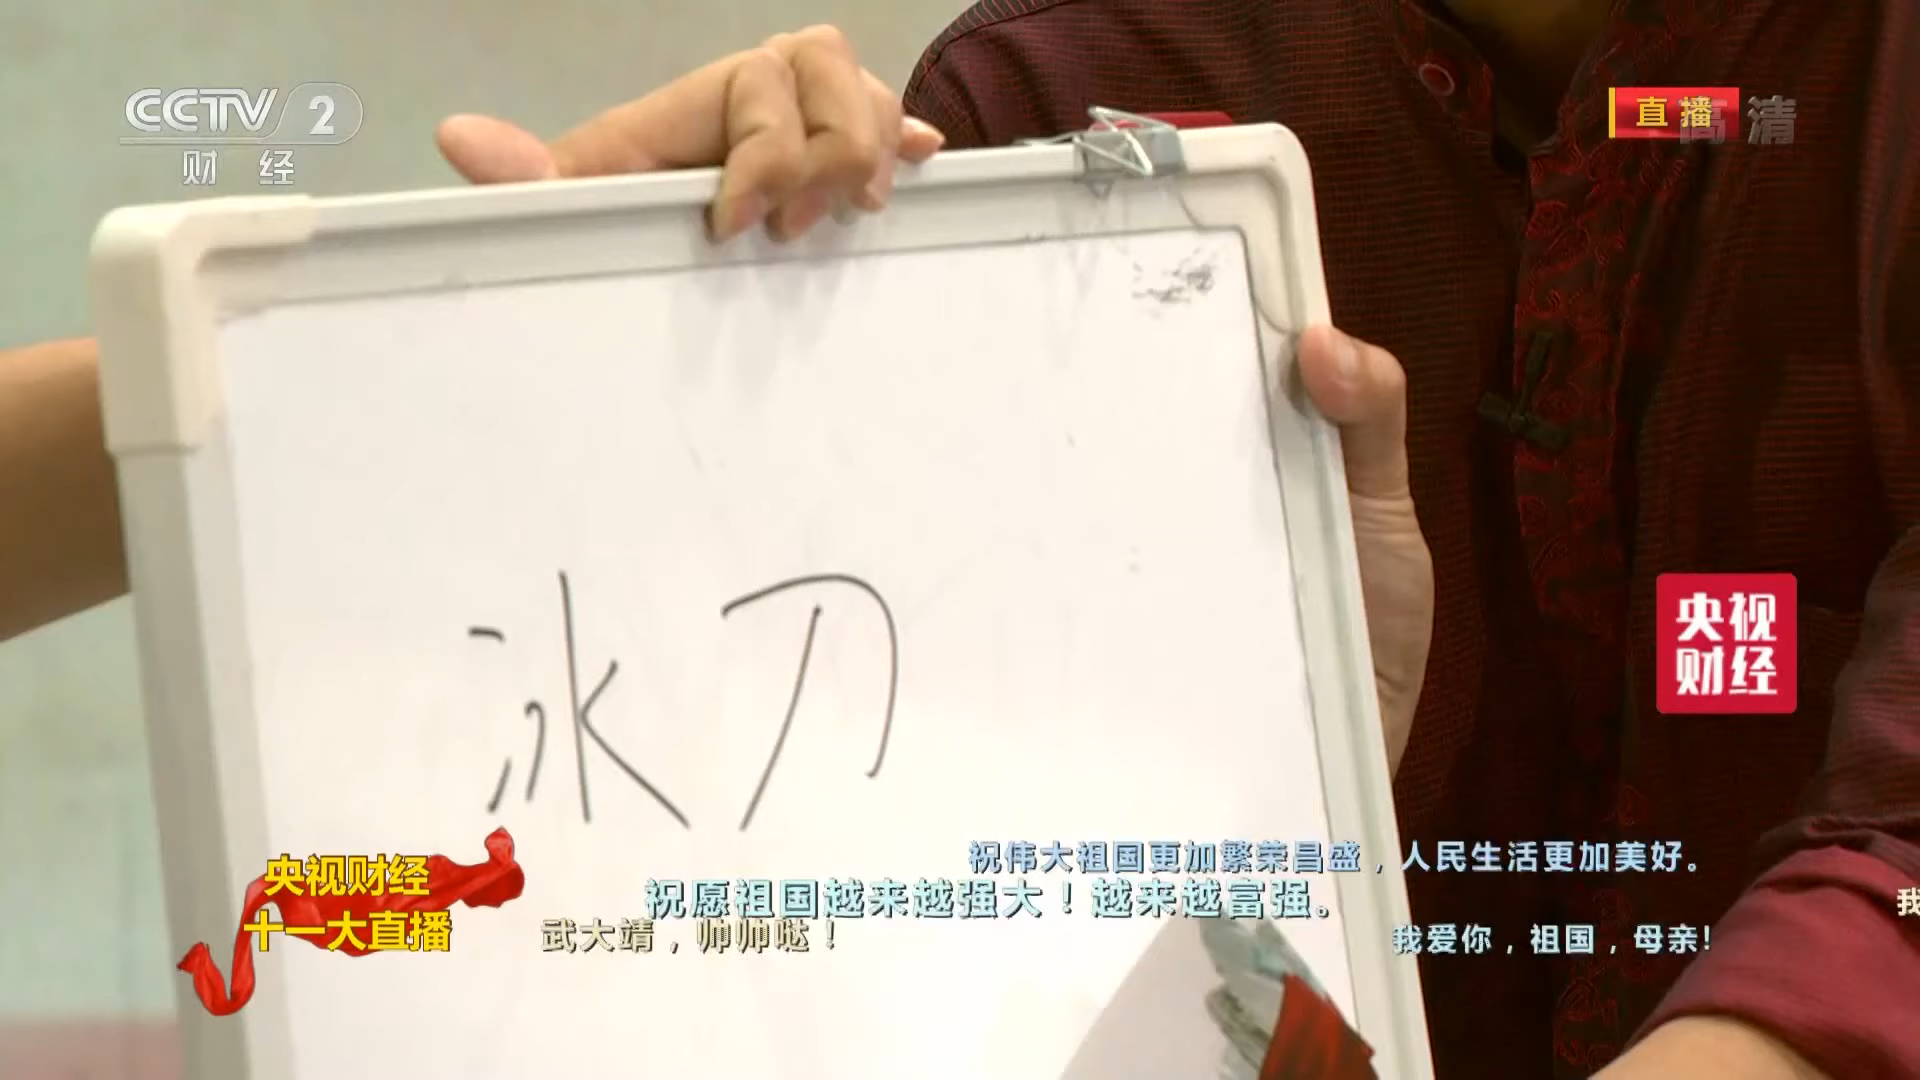 CCTV 2
财 经
直播
高清
冰刀
央视
财经
央视财经
十一大直播
祝伟大祖国更加繁荣昌盛，人民生活更加美好。
祝愿祖国越来越强大！越来越富强。
我
武大靖，帅帅哒！
我爱你，祖国，母亲！